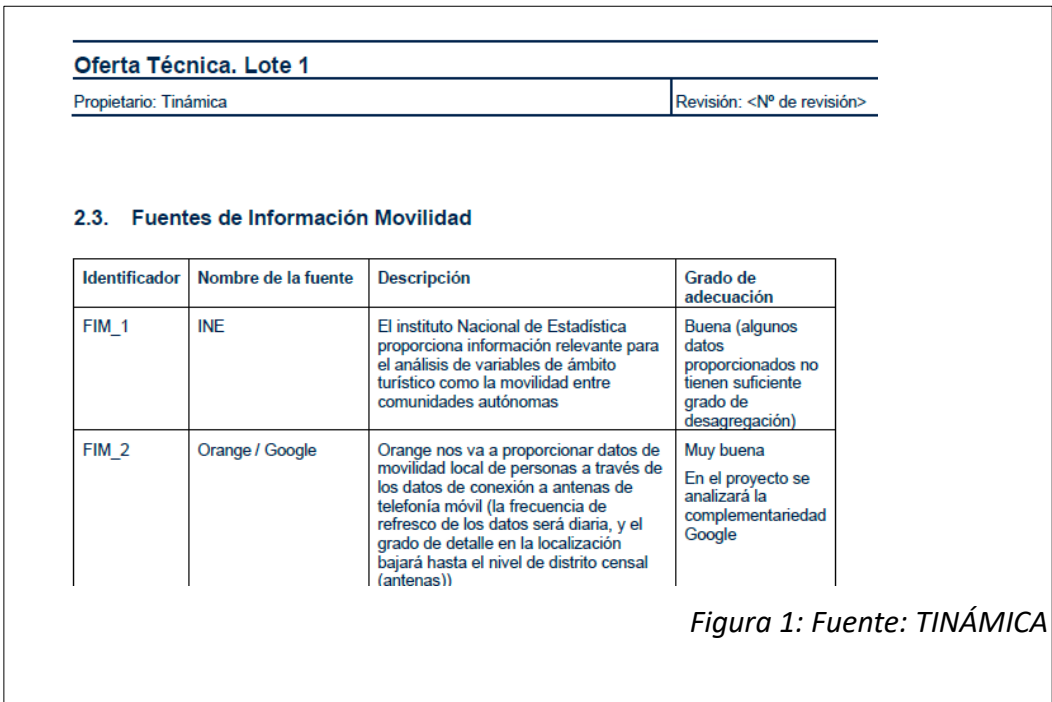 Oferta Técnica. Lote 1
Propietario: Tinámica
Revisión: <Nº de revisión>
2.3. Fuentes de Información Movilidad
Identificador
Nombre de la fuente
Descripción
Grado de
adecuación
FIM_1
INE
El instituto Nacional de Estadística
proporciona información relevante para
el análisis de variables de ámbito
turístico como la movilidad entre
comunidades autónomas
Buena (algunos
datos
proporcionados no
tienen suficiente
grado de
desagregación)
FIM_2
Orange / Google
Orange nos va a proporcionar datos de
movilidad local de personas a través de
los datos de conexión a antenas de
telefonía móvil (la frecuencia de
refresco de los datos será diaria, y el
grado de detalle en la localización
bajará hasta el nivel de distrito censal
(antenas))
Muy buena
En el proyecto se
analizará la
complementariedad
Google
Figura 1: Fuente: TINÁMICA